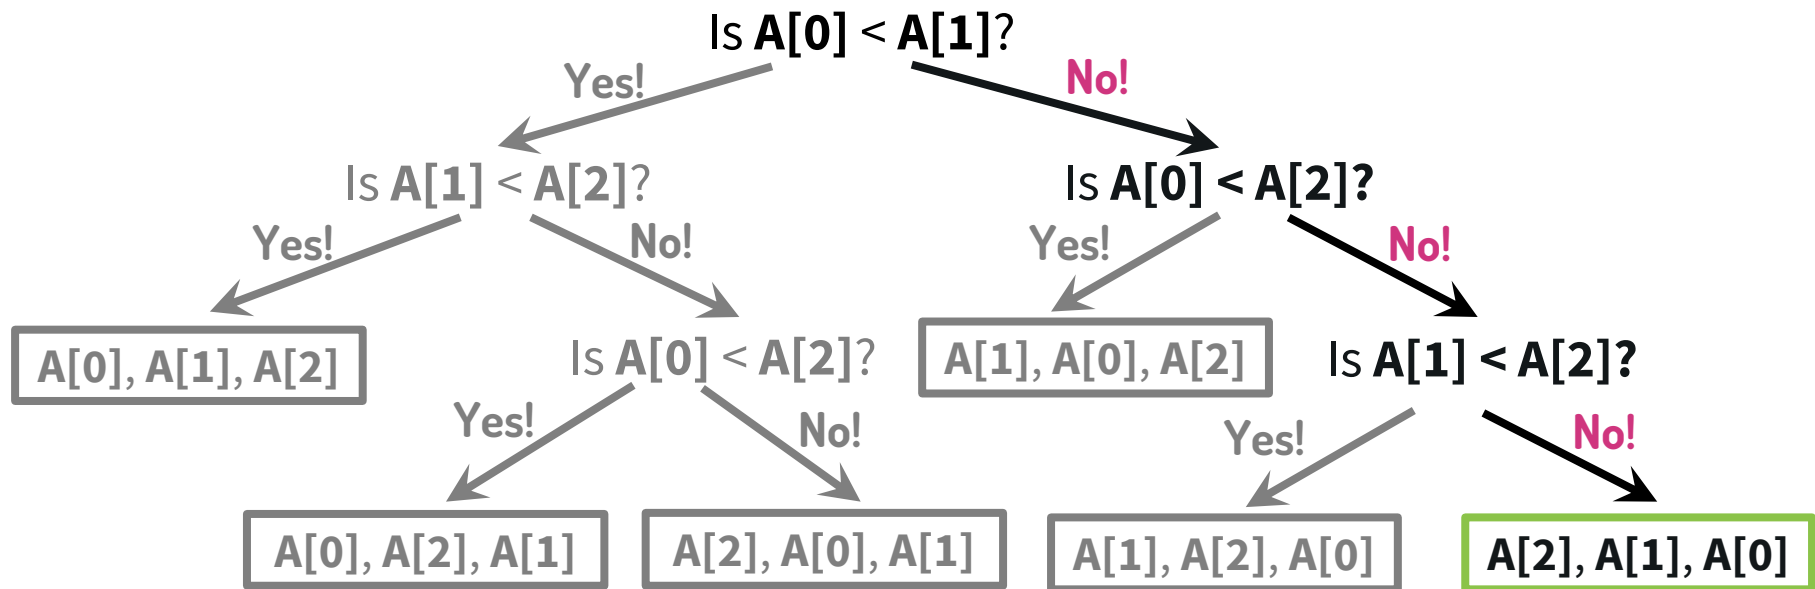 Is A[0] < A[1]?
Yes!
No!
Is A[1] < A[2]?
Is A[0] < A[2]?
Yes!
No!
Yes!
No!
A[0], A[1], A[2]
Is A[0] < A[2]?
A[1], A[0], A[2]
Is A[1] < A[2]?
Yes!
No!
Yes!
No!
A[0], A[2], A[1]
A[2], A[0], A[1]
A[1], A[2], A[0]
A[2], A[1], A[0]